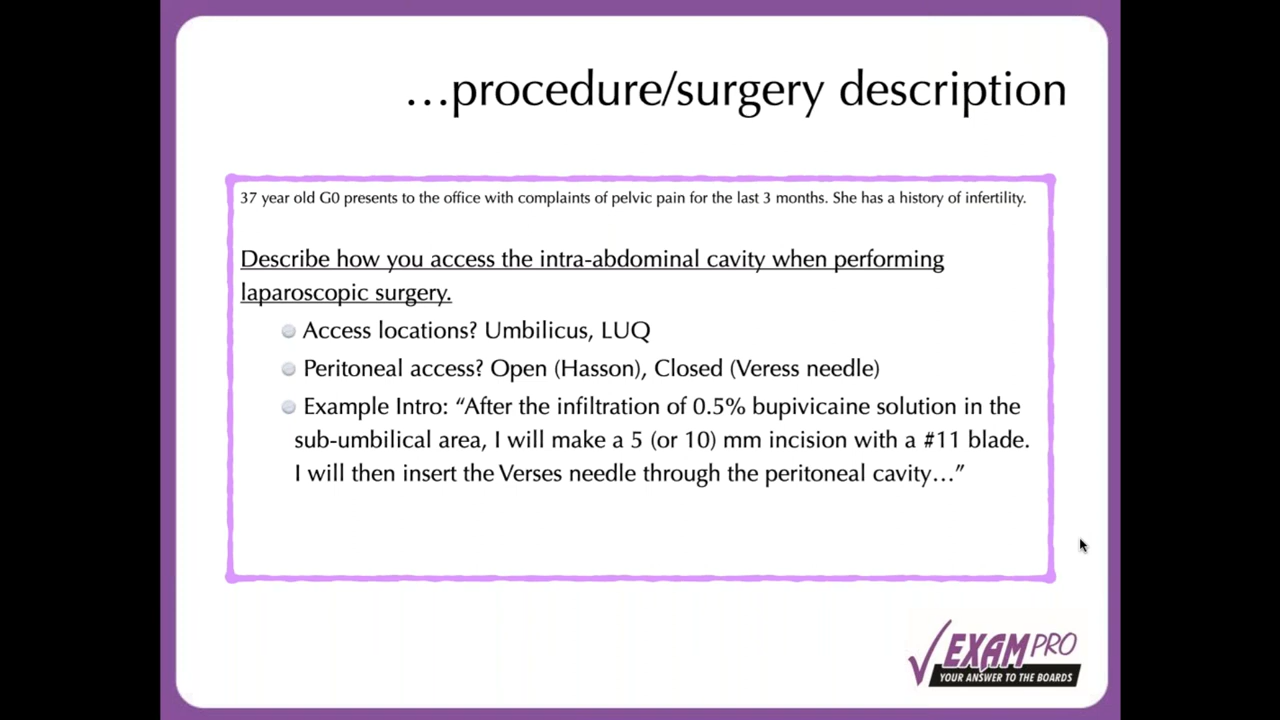 …procedure/surgery description
37 year old G0 presents to the office with complaints of pelvic pain for the last 3 months. She has a history of infertility.
Describe how you access the intra-abdominal cavity when performing
laparoscopic surgery.
Access locations? Umbilicus, LUQ
Peritoneal access? Open (Hasson), Closed (Veress needle)
Example Intro: “After the infiltration of 0.5% bupivicaine solution in the
sub-umbilical area, I will make a 5 (or 10) mm incision with a #11 blade.
I will then insert the Verses needle through the peritoneal cavity…”
EXAM PRO
YOUR ANSWER TO THE BOARDS